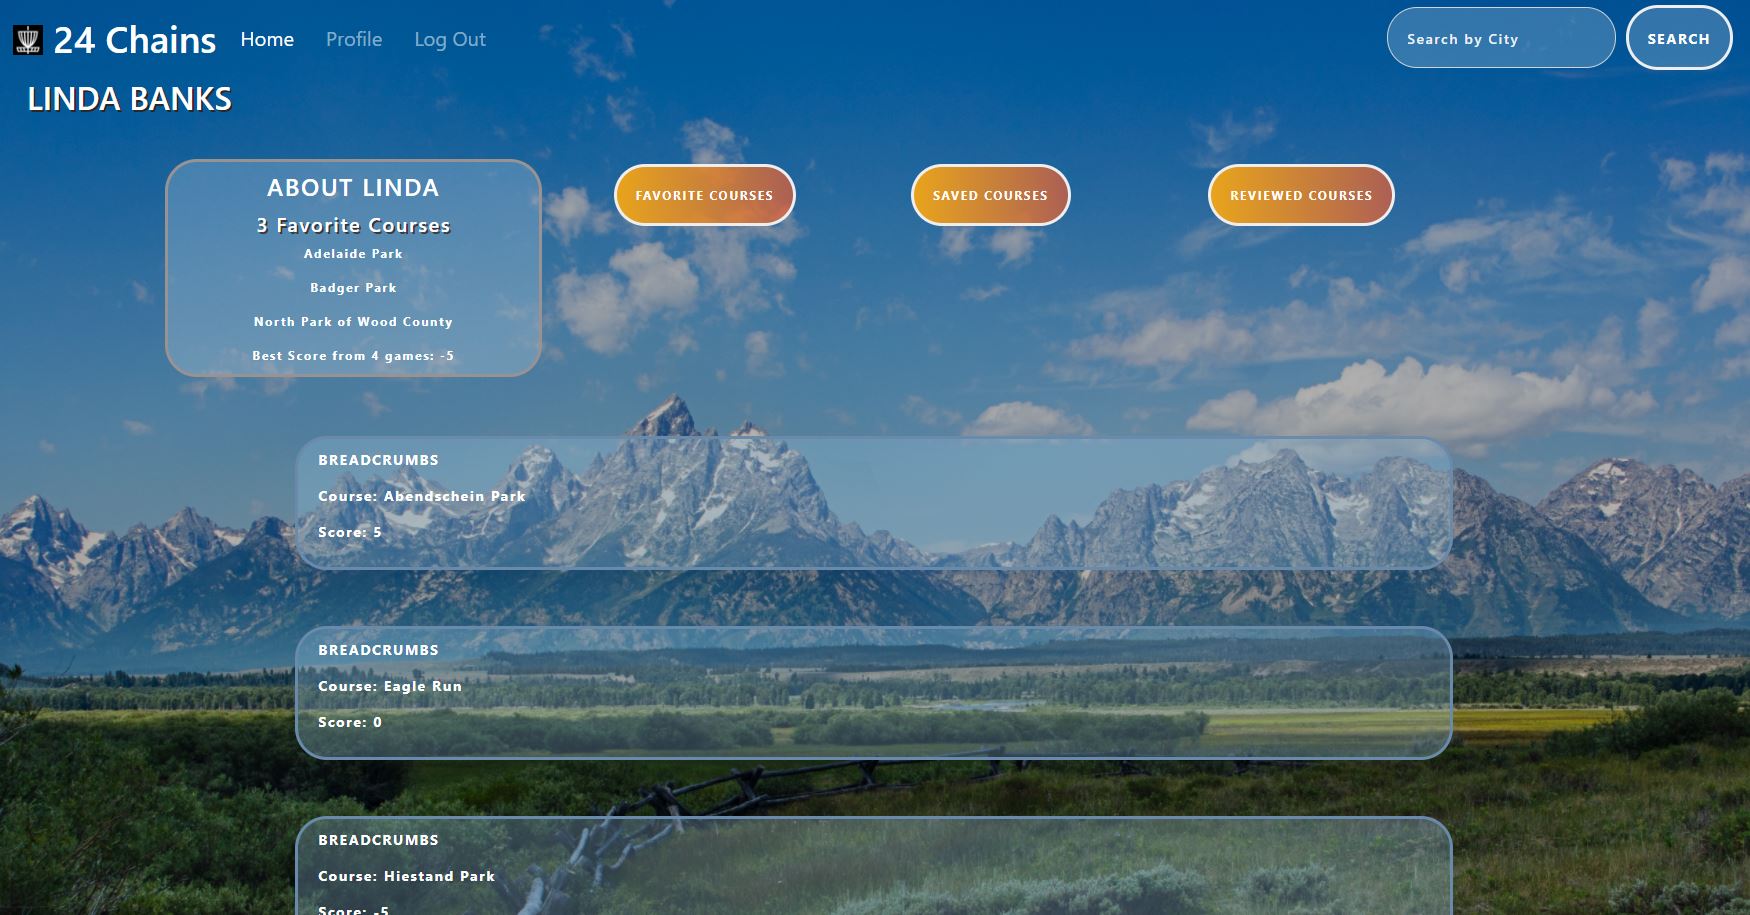 24 Chains Home Profile Log Out Search by City SEARCH
LINDA BANKS
ABOUT LINDA
3 Favorite Courses
Adelaide Park
Badger Park
North Park of Wood County
Best Score from 4 games: -5
FAVORITE COURSES
SAVED COURSES
REVIEWED COURSES
BREADCRUMBS
Course: Abendschein Park
Score: 5
BREADCRUMBS
Course: Eagle Run
Score: 0
BREADCRUMBS
Course: Hiestand Park
Score: -5